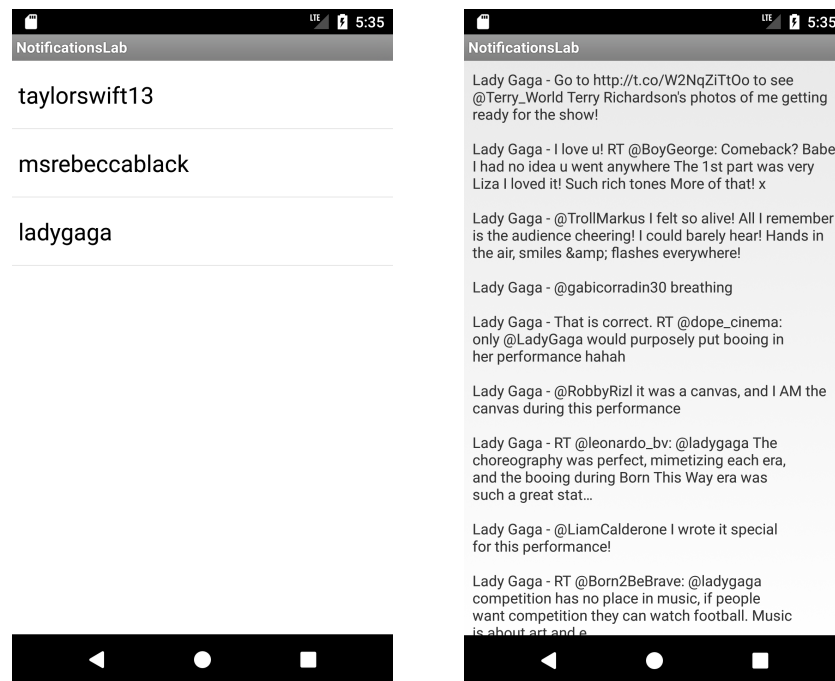 LTE 5:35
NotificationsLab
taylorswift13
msrebeccablack
ladygaga
LTE 5:35
NotificationsLab
Lady Gaga - Go to http://t.co/W2NqZiTtOo to see
@Terry_World Terry Richardson's photos of me getting
ready for the show!
Lady Gaga - I love u! RT @BoyGeorge: Comeback? Babe
I had no idea u went anywhere The 1st part was very
Liza I loved it! Such rich tones More of that! x
Lady Gaga - @TrollMarkus I felt so alive! All I remember
is the audience cheering! I could barely hear! Hands in
the air, smiles &amp; flashes everywhere!
Lady Gaga - @gabicorradin30 breathing
Lady Gaga - That is correct. RT @dope_cinema:
only @LadyGaga would purposely put booing in
her performance hahah
Lady Gaga - @RobbyRizl it was a canvas, and I AM the
canvas during this performance
Lady Gaga - RT @leonardo_bv: @ladygaga The
choreography was perfect, mimetizing each era,
and the booing during Born This Way era was
such a great stat…
Lady Gaga - @LiamCalderone I wrote it special
for this performance!
Lady Gaga - RT @Born2BeBrave: @ladygaga
competition has no place in music, if people
want competition they can watch football. Music
is about art and e